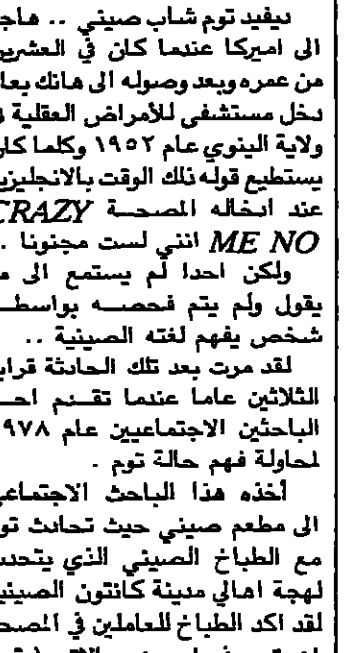 ديفيد توم شاب صيني .. هاجر
الى اميركا عندما كان في العشرين
من عمره وبعد وصوله الى هانك
دخل مستشفى للأمراض العقلية في
ولاية الينوي عام ١٩٥٢ وكلما كان
يستطيع قوله نلك الوقت بالانجليزية
عند ادخاله المصحة CRAZY
ME NO انني لست مجنونا .
ولكن احدا لم يستمع الى ما
يقول ولم يتم فحصه بواسطة
شخص يفهم لغته الصينية ..
لقد مرت بعد تلك الحادثة قرابة
الثلاثين عاما عندما تقدم احد
الباحثين الاجتماعيين عام ١٩٧٨
لمحاولة فهم حالة توم .
أخذه هذا الباحث الاجتماعي
الى مطعم صيني حيث تحادث توم
مع الطباخ الصيني الذي يتحدث
لهجة اهالي مدينة كانتون الصينية
لقد اكد الطباخ للعاملين في المصحة